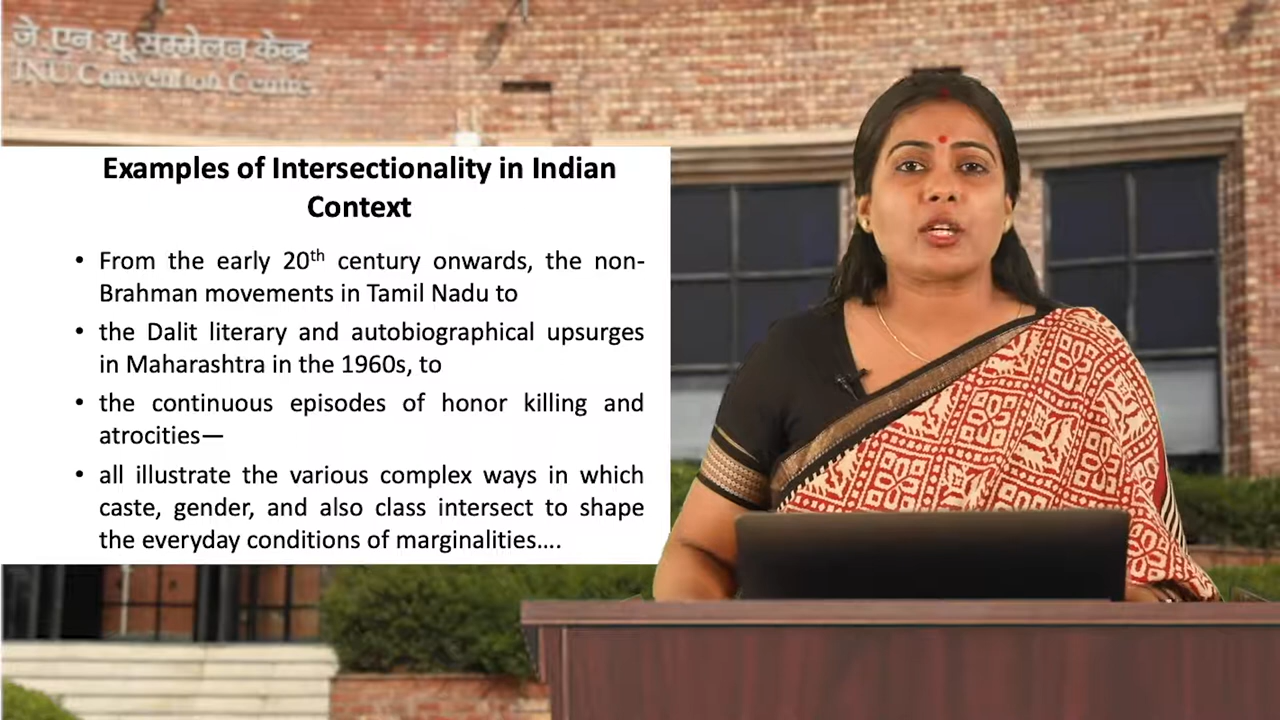 जे एन यू सम्मेलन केन्द्र
JNU Convention Centre
Examples of Intersectionality in Indian
Context
• From the early 20th century onwards, the non-
Brahman movements in Tamil Nadu to
• the Dalit literary and autobiographical upsurges
in Maharashtra in the 1960s, to
• the continuous episodes of honor killing and
atrocities—
• all illustrate the various complex ways in which
caste, gender, and also class intersect to shape
the everyday conditions of marginalities….